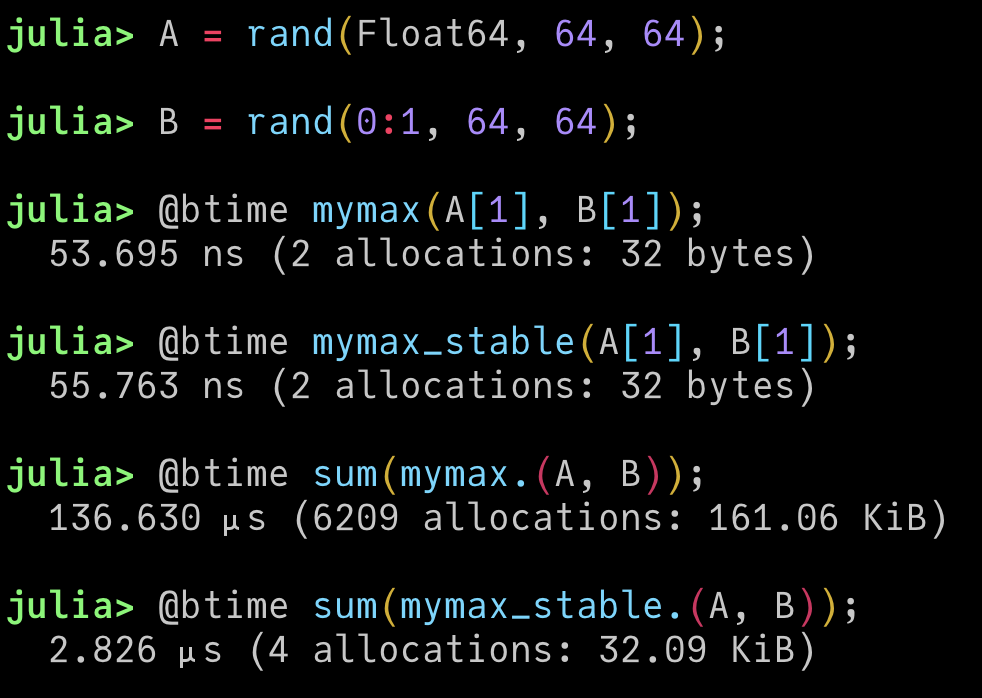 julia> A = rand(Float64, 64, 64);
julia> B = rand(0:1, 64, 64);
julia> @btime mymax(A[1], B[1]);
  53.695 ns (2 allocations: 32 bytes)
julia> @btime mymax_stable(A[1], B[1]);
  55.763 ns (2 allocations: 32 bytes)
julia> @btime sum(mymax.(A, B));
  136.630 μs (6209 allocations: 161.06 KiB)
julia> @btime sum(mymax_stable.(A, B));
  2.826 μs (4 allocations: 32.09 KiB)